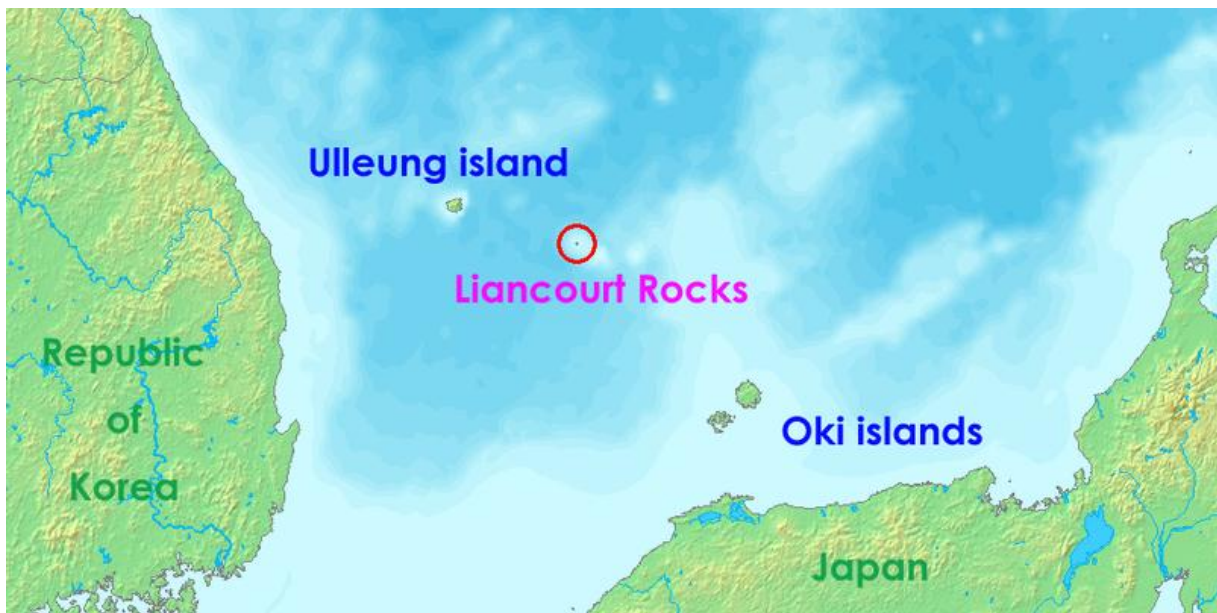 Ulleung island
Liancourt Rocks
Republic
of
Korea
Oki islands
Japan